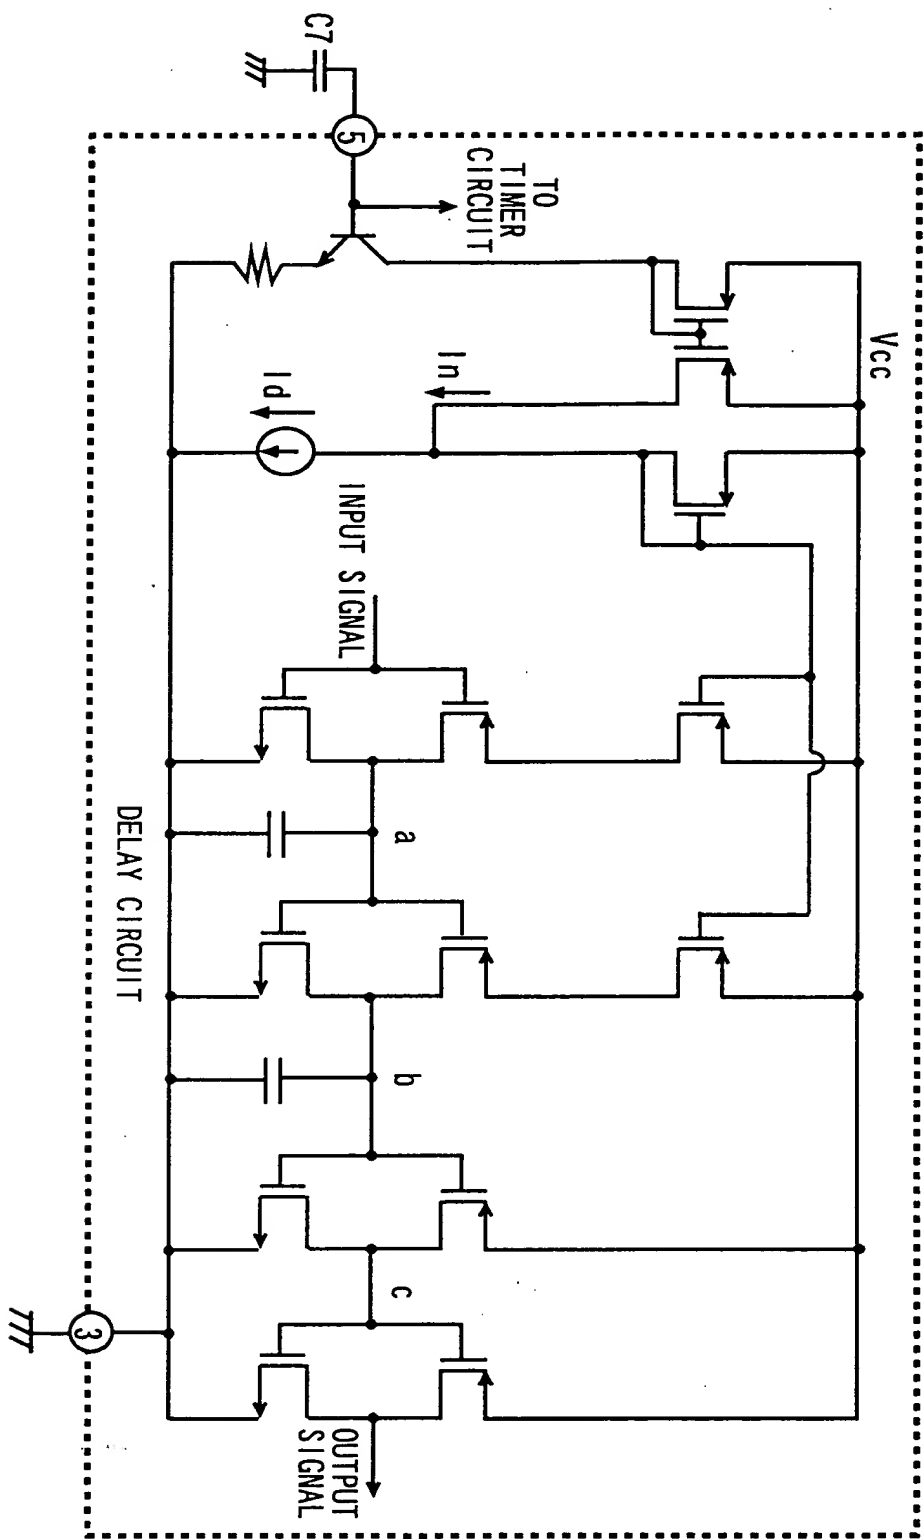 C7
5
TO
TIMER
CIRCUIT
Vcc
In
Id
INPUT SIGNAL
a
DELAY CIRCUIT
b
c
3
OUTPUT
SIGNAL